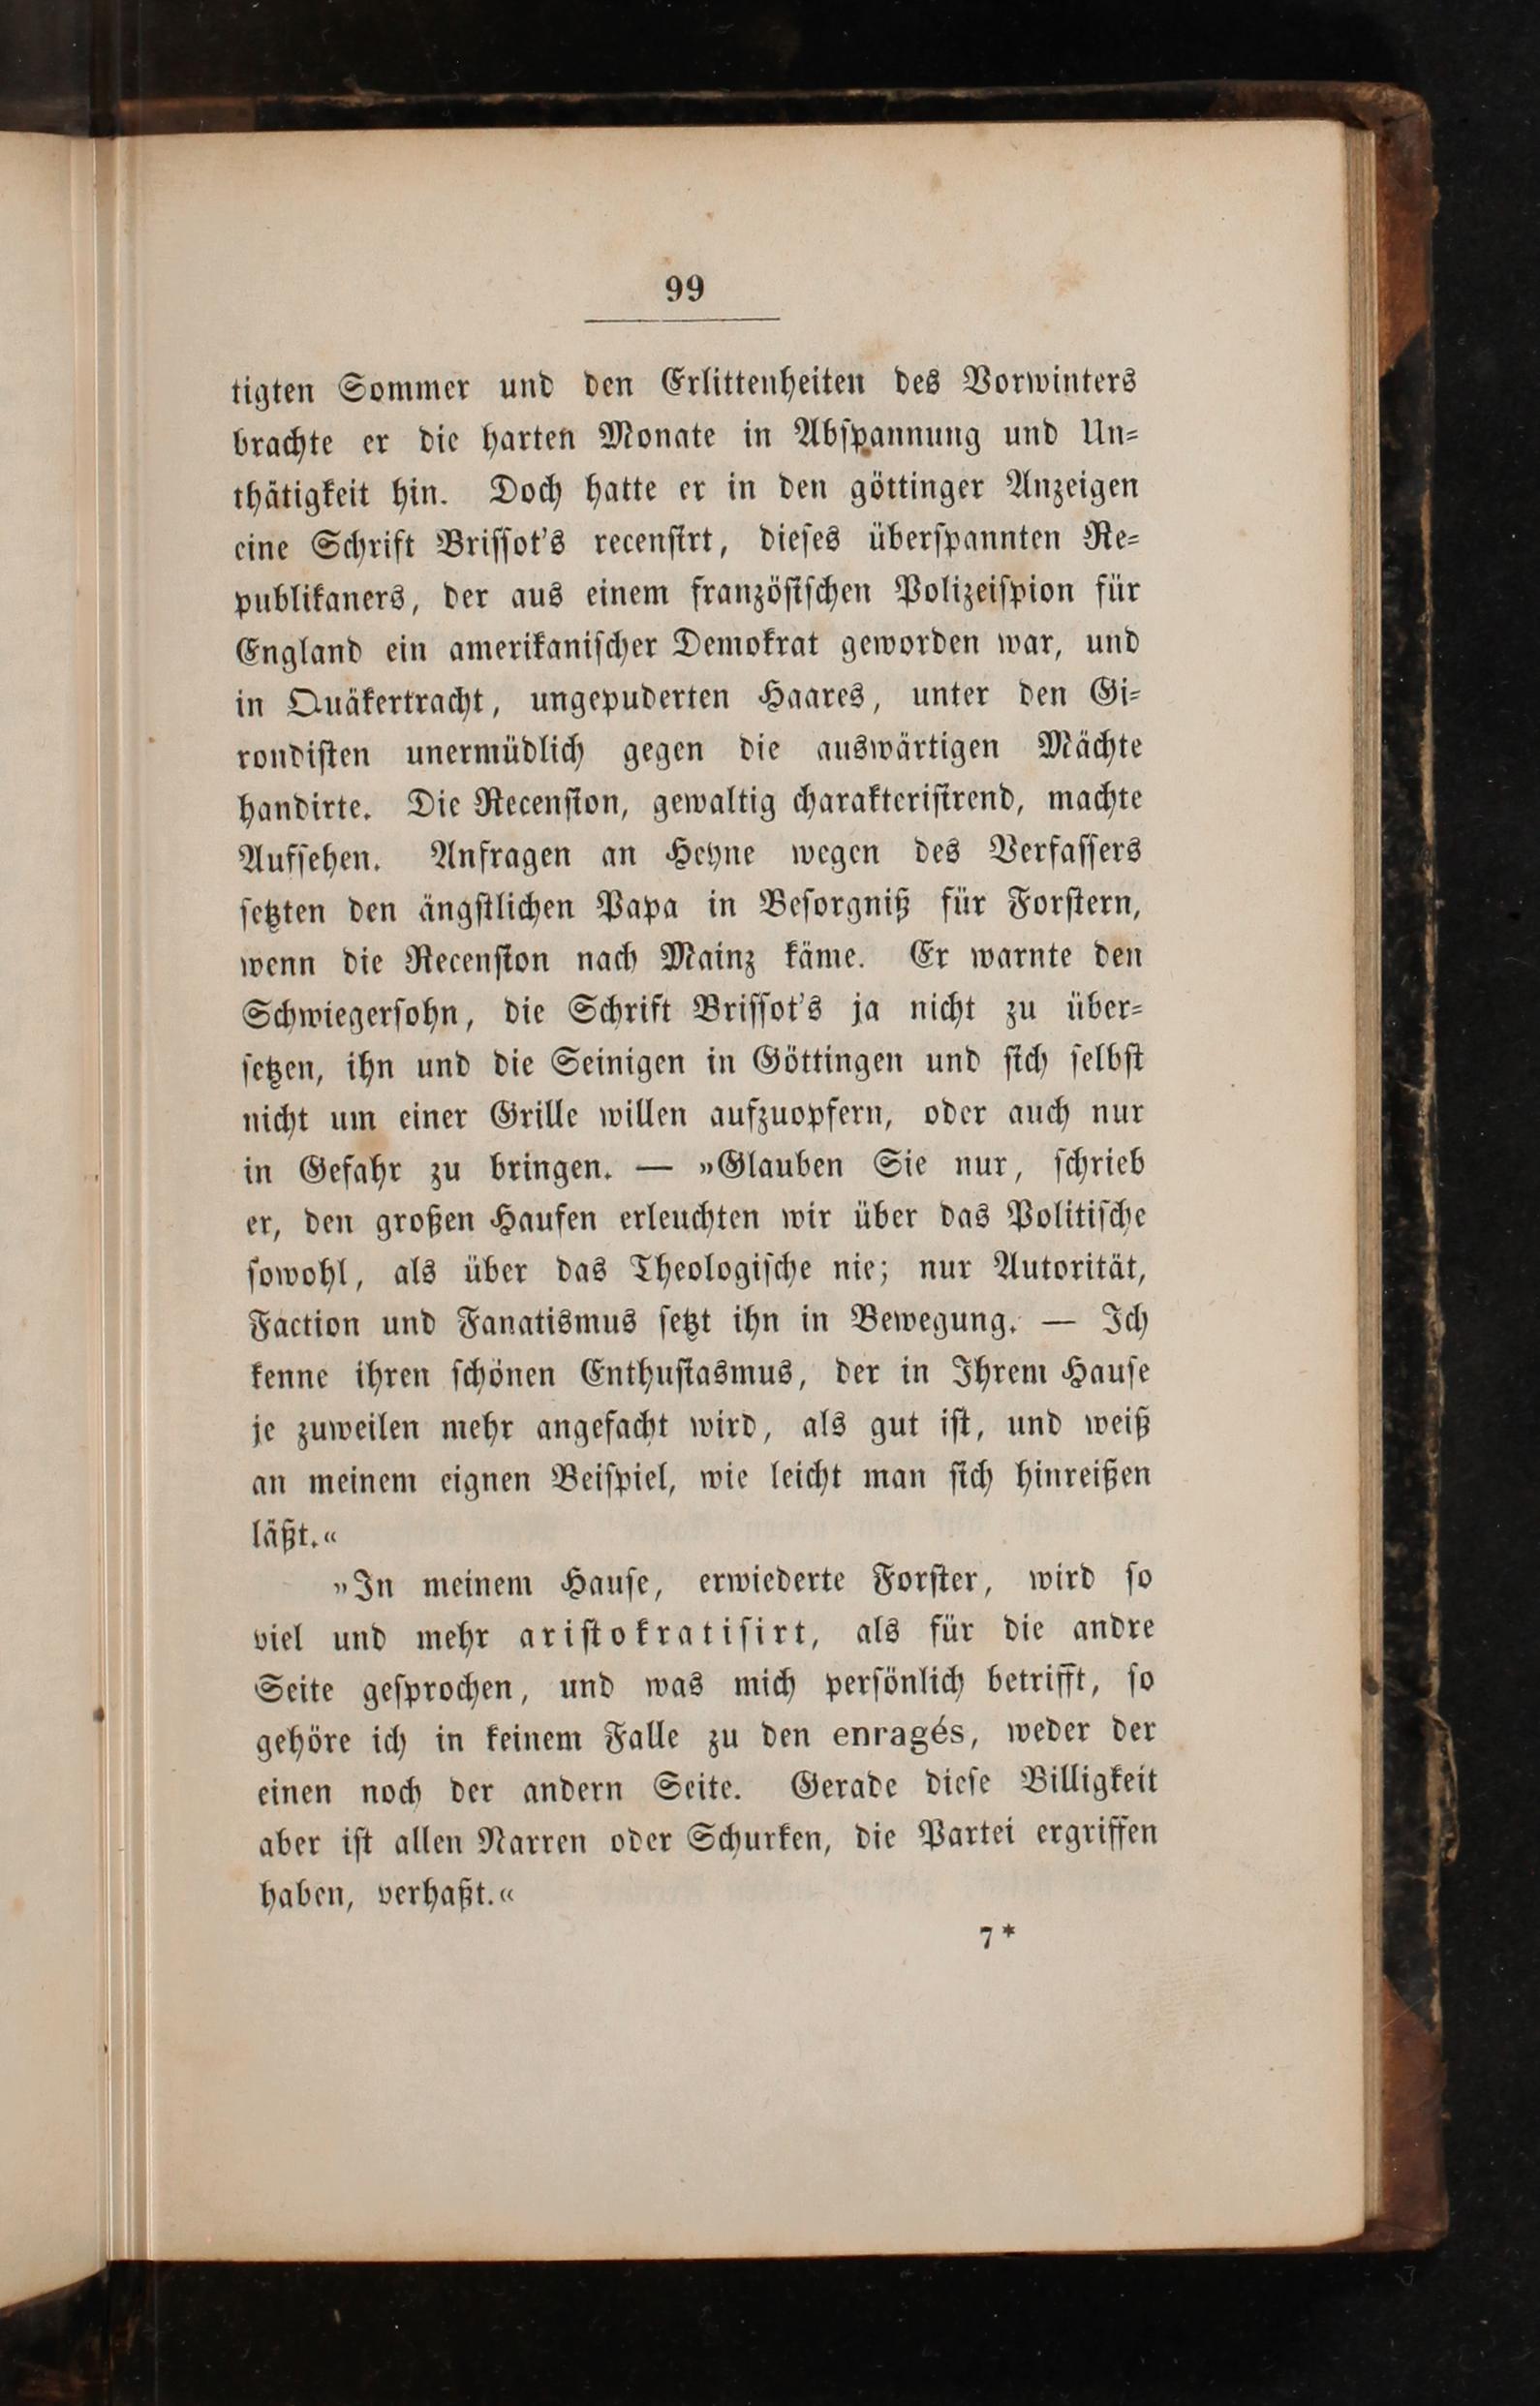 99
tigten Sommer und den Erlittenheiten des Vorwinters
brachte er die harten Monate in Abspannung und Un-
thätigkeit hin. Doch hatte er in den göttinger Anzeigen
eine Schrift Brissot's recensirt, dieses überspannten Re-
publikaners, der aus einem französischen Polizeispion für
England ein amerikanischer Demokrat geworden war, und
in Quäkertracht, ungepuderten Haares, unter den Gi-
rondisten unermüdlich gegen die auswärtigen Mächte
handirte. Die Recension, gewaltig charakterisirend, machte
Aufsehen. Anfragen an Heyne wegen des Verfassers
setzten den ängstlichen Papa in Besorgniß für Forstern,
wenn die Recension nach Mainz käme. Er warnte den
Schwiegersohn, die Schrift Brissot's ja nicht zu über-
setzen, ihn und die Seinigen in Göttingen und sich selbst
nicht um einer Grille willen aufzuopfern, oder auch nur
in Gefahr zu bringen. — »Glauben Sie nur, schrieb
er, den großen Haufen erleuchten wir über das Politische
sowohl, als über das Theologische nie; nur Autorität,
Faction und Fanatismus setzt ihn in Bewegung. — Ich
kenne ihren schönen Enthusiasmus, der in Ihrem Hause
je zuweilen mehr angefacht wird, als gut ist, und weiß
an meinem eignen Beispiel, wie leicht man sich hinreißen
läßt.«
»In meinem Hause, erwiederte Forster, wird so
viel und mehr aristokratisirt, als für die andre
Seite gesprochen, und was mich persönlich betrifft, so
gehöre ich in keinem Falle zu den enragés, weder der
einen noch der andern Seite. Gerade diese Billigkeit
aber ist allen Narren oder Schurken, die Partei ergriffen
haben, verhaßt.«
7*